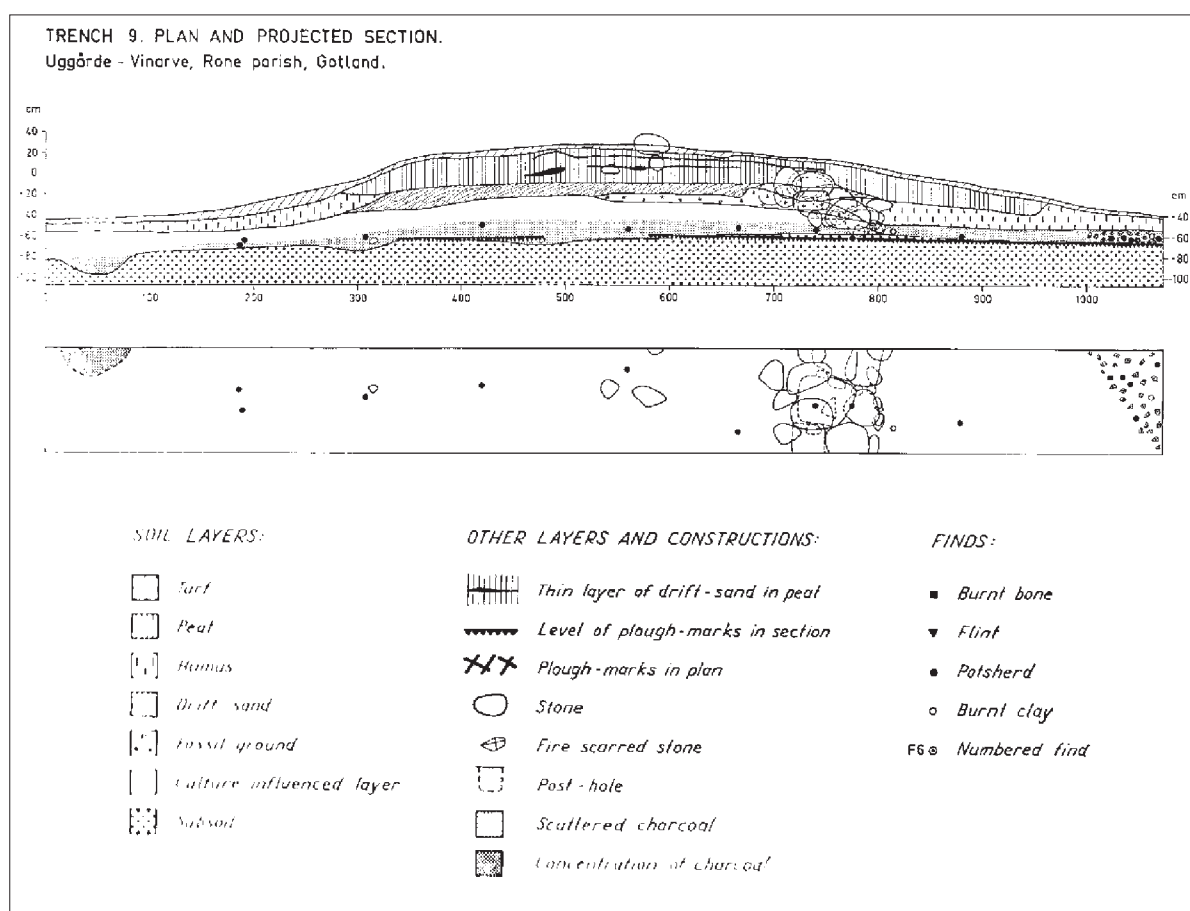 TRENCH 9. PLAN AND PROJECTED SECTION.
Uggårde - Vinarve, Rone parish, Gotland.
cm
40
20
0
-20
-40
-60
-80
cm
-40
-60
-80
-100
100
200
300
400
500
600
700
800
900
1000
SOIL LAYERS:
Turf
Peat
Humus
Drift sand
Fossil ground
Culture influenced layer
Subsoil
OTHER LAYERS AND CONSTRUCTIONS:
Thin layer of drift-sand in peat
Level of plough-marks in section
Plough-marks in plan
Stone
Fire scarred stone
Post-hole
Scattered charcoal
Concentration of charcoal
FINDS:
Burnt bone
Flint
Potsherd
Burnt clay
F6 Numbered find